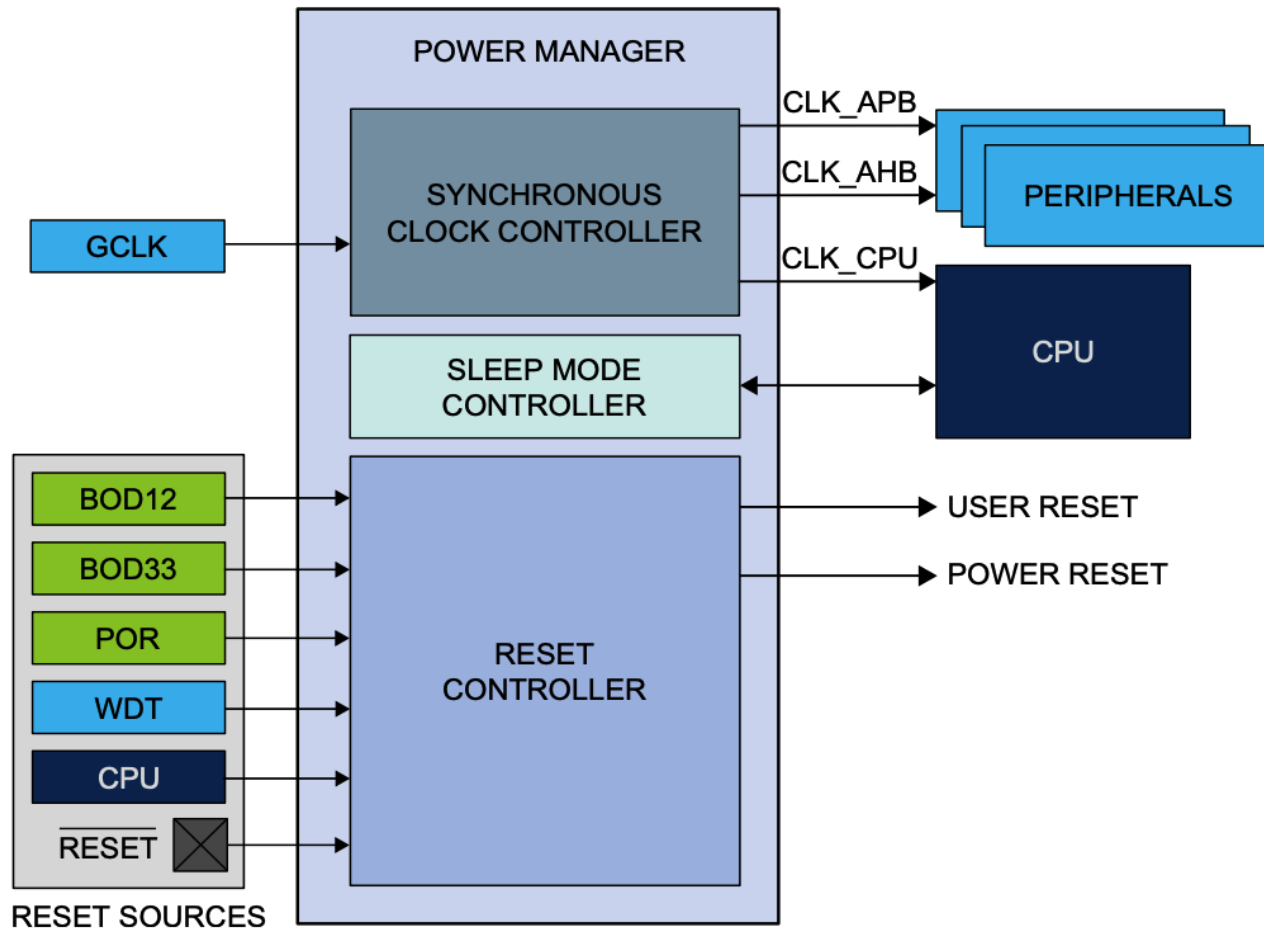 POWER MANAGER
CLK_APB
SYNCHRONOUS
CLOCK CONTROLLER
CLK_AHB
PERIPHERALS
GCLK
CLK_CPU
CPU
SLEEP MODE
CONTROLLER
BOD12
BOD33
POR
WDT
CPU
RESET
RESET SOURCES
RESET
CONTROLLER
USER RESET
POWER RESET